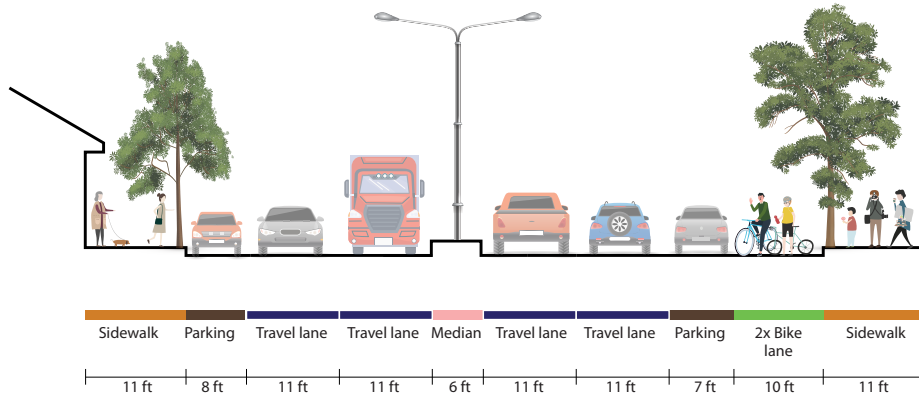 Sidewalk Parking Travel lane Travel lane Median Travel lane Travel lane Parking 2x Bike Sidewalk
lane
11 ft 8 ft 11 ft 11 ft 6 ft 11 ft 11 ft 7 ft 10 ft 11 ft